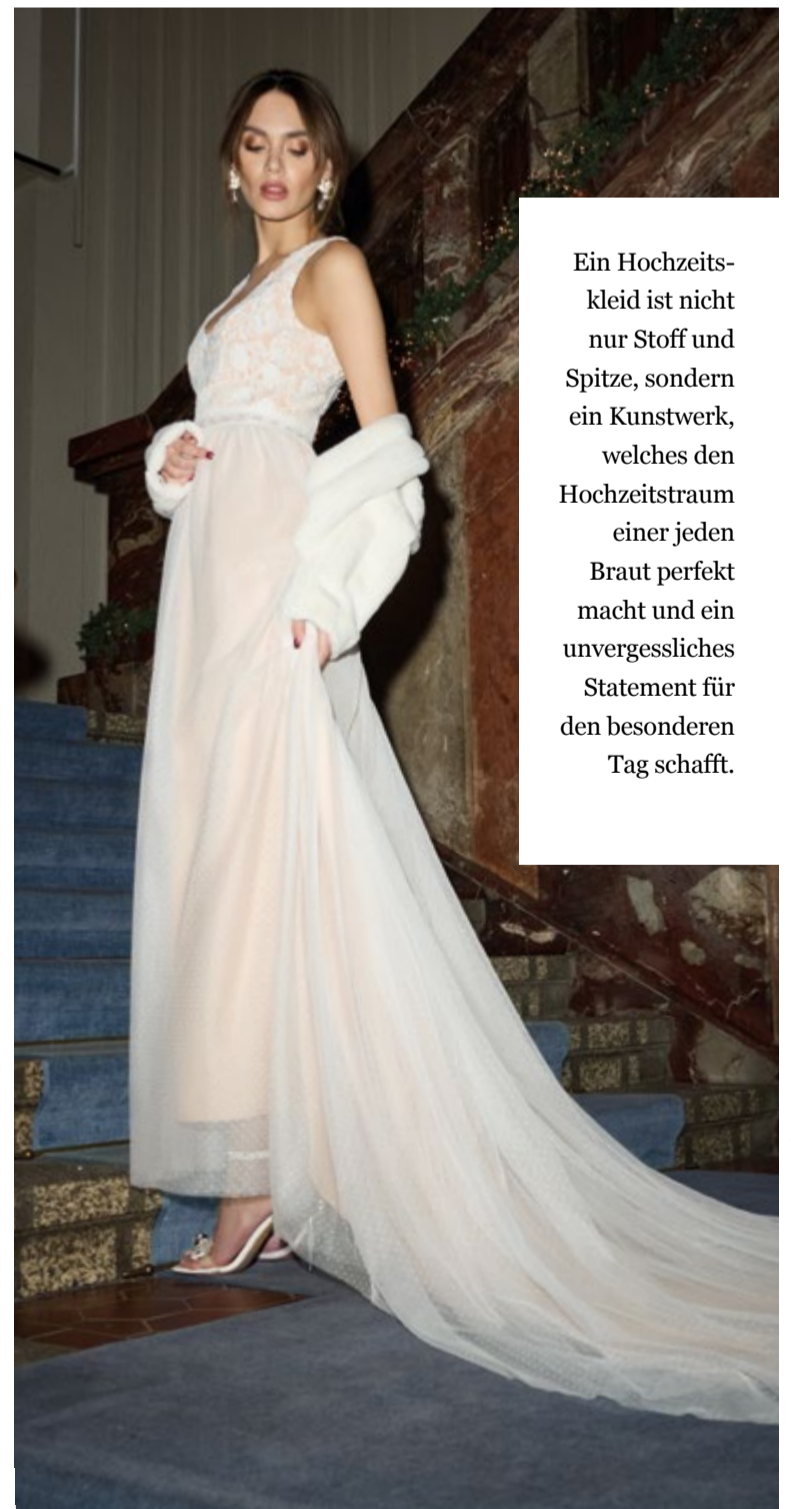 Ein Hochzeits-
kleid ist nicht
nur Stoff und
Spitze, sondern
ein Kunstwerk,
welches den
Hochzeitstraum
einer jeden
Braut perfekt
macht und ein
unvergessliches
Statement für
den besonderen
Tag schafft.